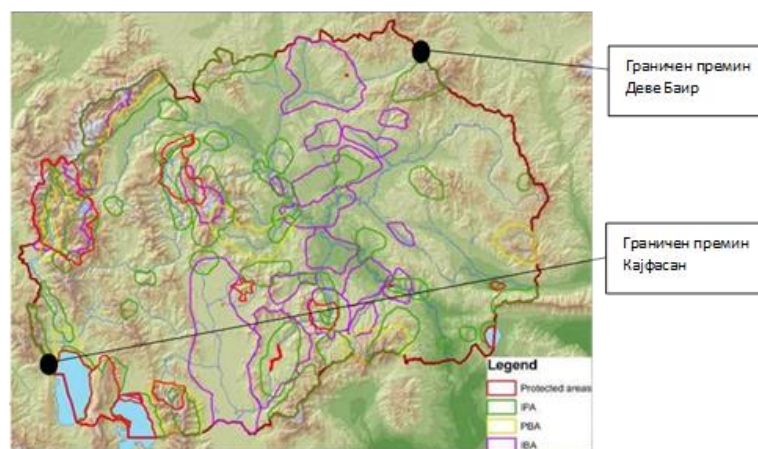 Граничен премин
Деве Баир
Граничен премин
Кајфасан
Legend
Protected areas
IPA
PBA
IBA